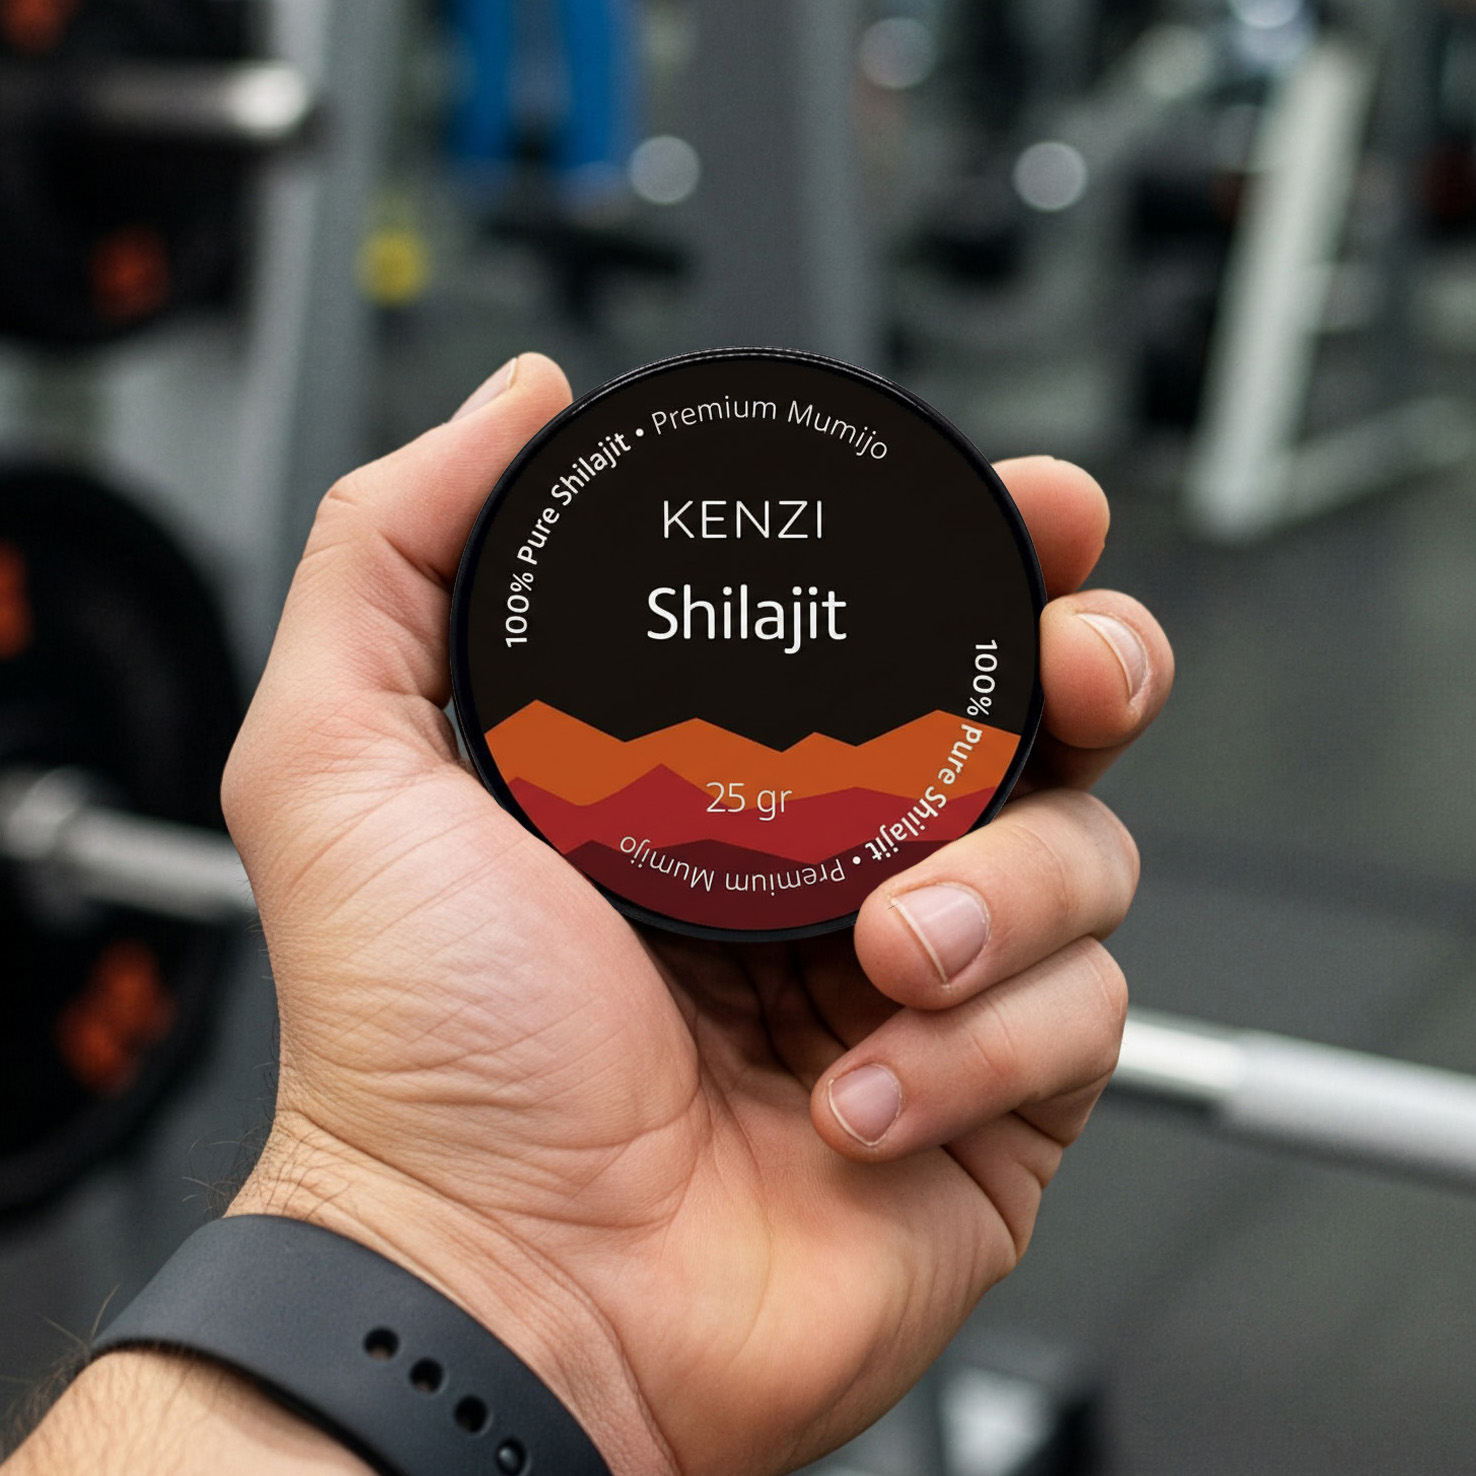 100% Pure Shilajit • Premium Mumijo
KENZI
Shilajit
25 gr
100% Pure Shilajit • Premium Mumijo